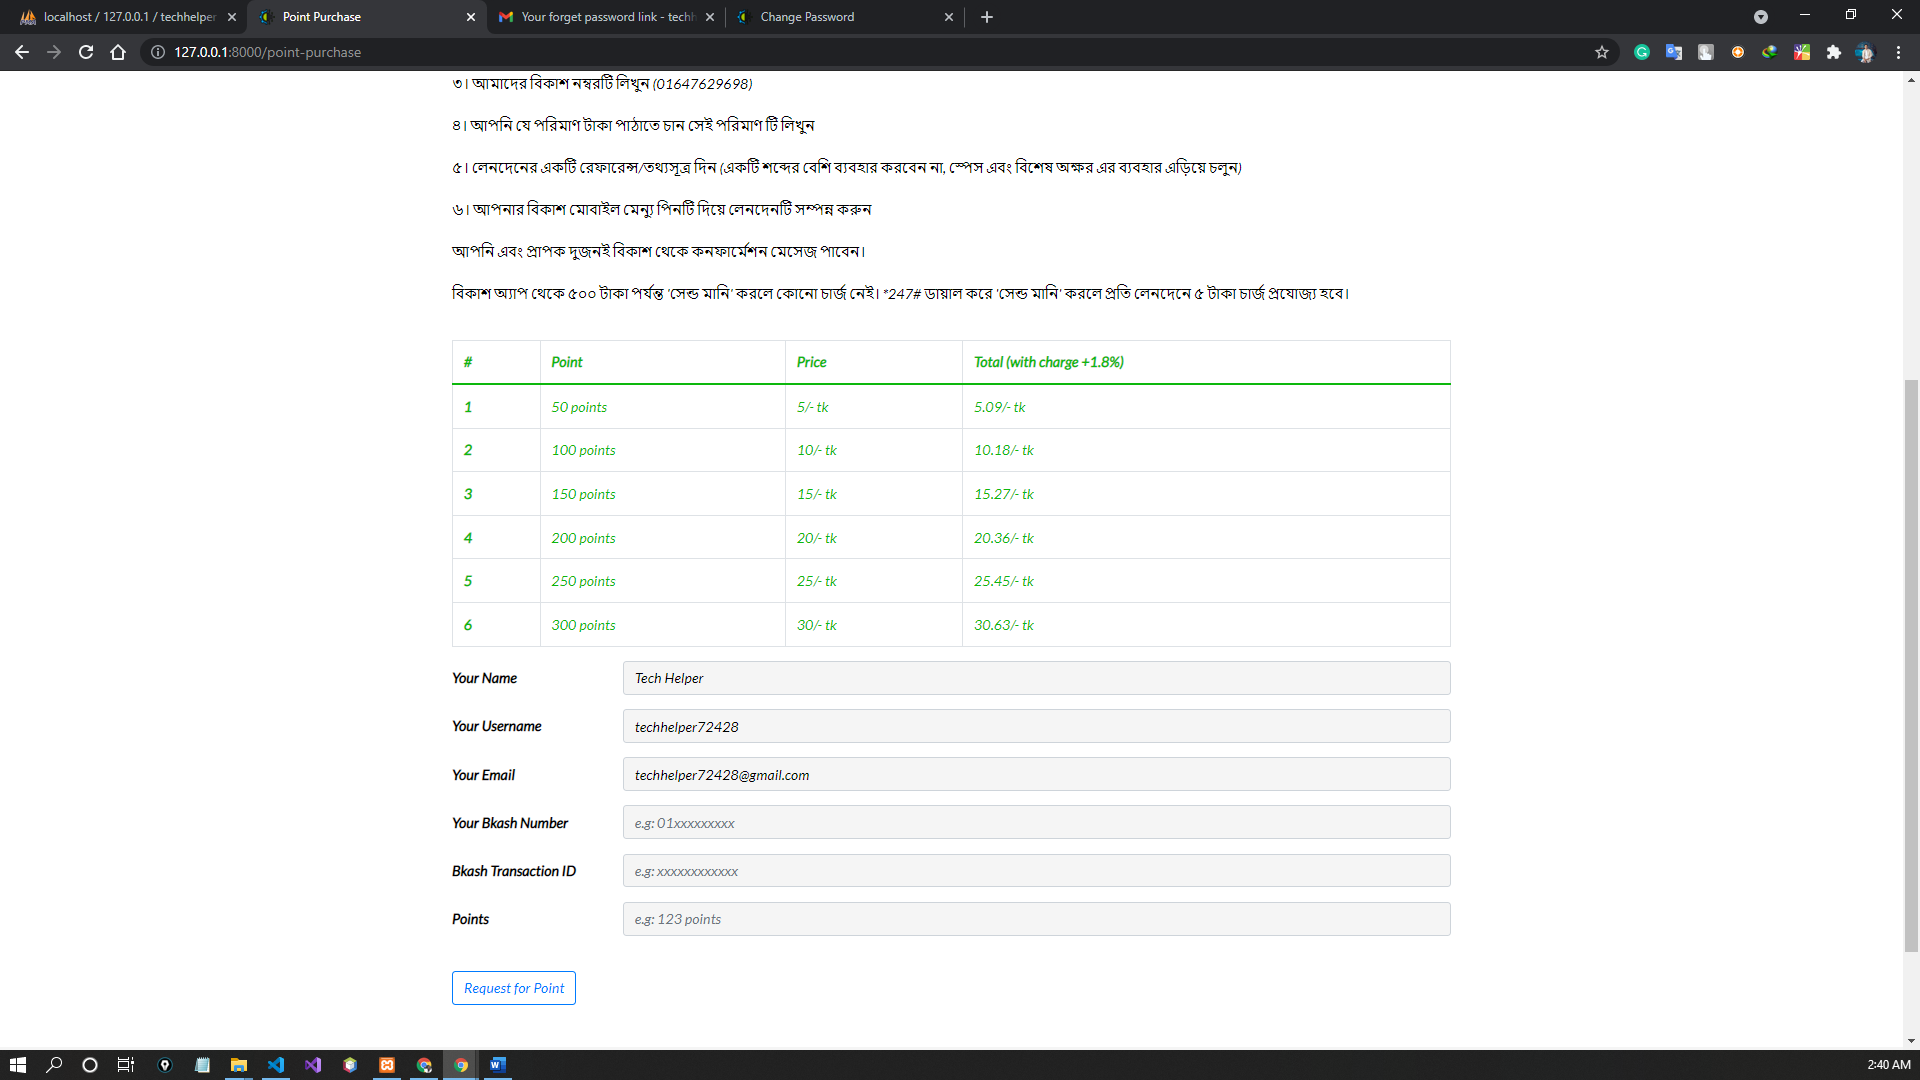 localhost / 127.0.0.1 / techhelper
Point Purchase
Your forget password link - techh
Change Password
127.0.0.1:8000/point-purchase
৩। আমাদের বিকাশ নম্বরটি লিখুন (01647629698)
৪। আপনি যে পরিমাণ টাকা পাঠাতে চান সেই পরিমাণ টি লিখুন
৫। লেনদেনের একটি রেফারেন্স/তথ্যসূত্র দিন (একটি শব্দের বেশি ব্যবহার করবেন না, স্পেস এবং বিশেষ অক্ষর এর ব্যবহার এড়িয়ে চলুন)
৬। আপনার বিকাশ মোবাইল মেন্যু পিনটি দিয়ে লেনদেনটি সম্পন্ন করুন
আপনি এবং প্রাপক দুজনই বিকাশ থেকে কনফার্মেশন মেসেজ পাবেন।
বিকাশ অ্যাপ থেকে ৫০০ টাকা পর্যন্ত 'সেন্ড মানি' করলে কোনো চার্জ নেই। *247# ডায়াল করে 'সেন্ড মানি' করলে প্রতি লেনদেনে ৫ টাকা চার্জ প্রযোজ্য হবে।
# Point Price Total (with charge +1.8%)
1 50 points 5/- tk 5.09/- tk
2 100 points 10/- tk 10.18/- tk
3 150 points 15/- tk 15.27/- tk
4 200 points 20/- tk 20.36/- tk
5 250 points 25/- tk 25.45/- tk
6 300 points 30/- tk 30.63/- tk
Your Name Tech Helper
Your Username techhelper72428
Your Email techhelper72428@gmail.com
Your Bkash Number e.g: 01xxxxxxxxx
Bkash Transaction ID e.g: xxxxxxxxxxxx
Points e.g: 123 points
Request for Point
2:40 AM